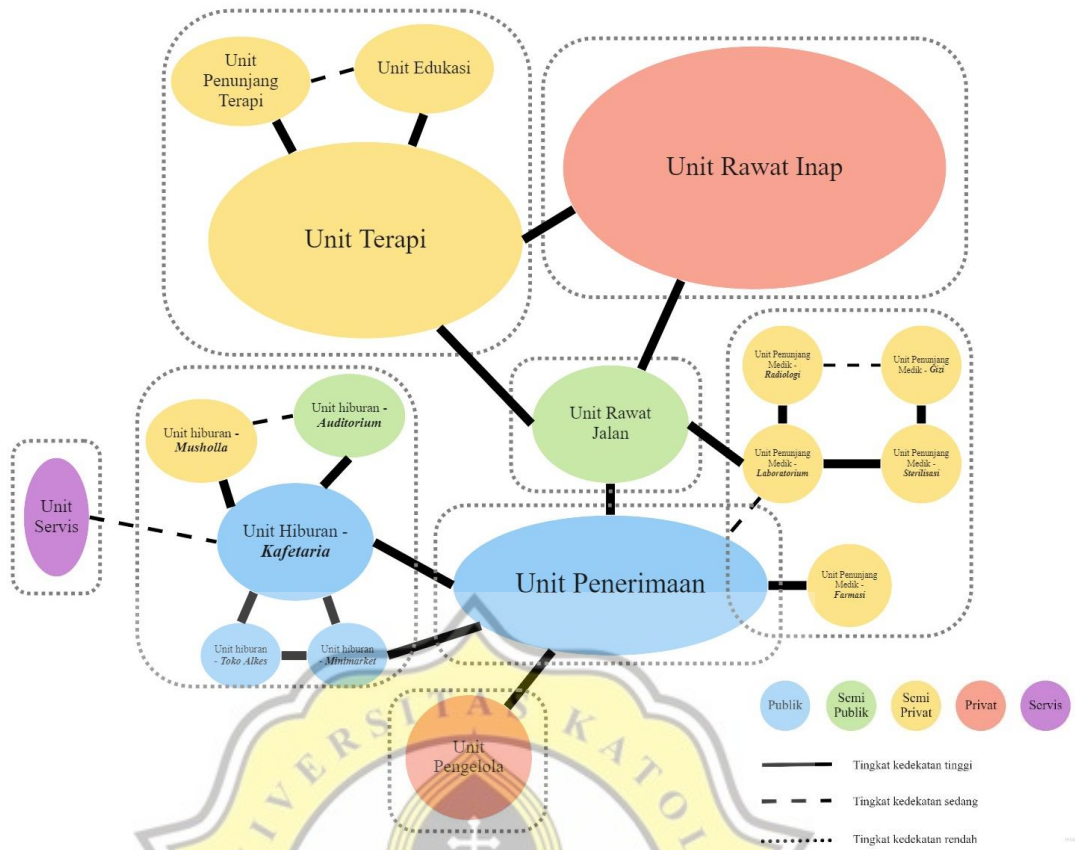 Unit
Penunjang
Terapi
Unit Edukasi
Unit Terapi
Unit Rawat Inap
Unit Rawat
Jalan
Unit Penunjang
Medik -
Radiologi
Unit Penunjang
Medik - Gizi
Unit Penunjang
Medik -
Laboratorium
Unit Penunjang
Medik -
Sterilisasi
Unit hiburan -
Musholla
Unit hiburan -
Auditorium
Unit
Servis
Unit Hiburan -
Kafetaria
Unit Penerimaan
Unit Penunjang
Medik -
Farmasi
Unit hiburan
- Toko Alkes
Unit hiburan
- Minimarket
Unit
Pengelola
Publik
Semi
Publik
Semi
Privat
Privat
Servis
Tingkat kedekatan tinggi
Tingkat kedekatan sedang
Tingkat kedekatan rendah
IVERSITAS KATOL